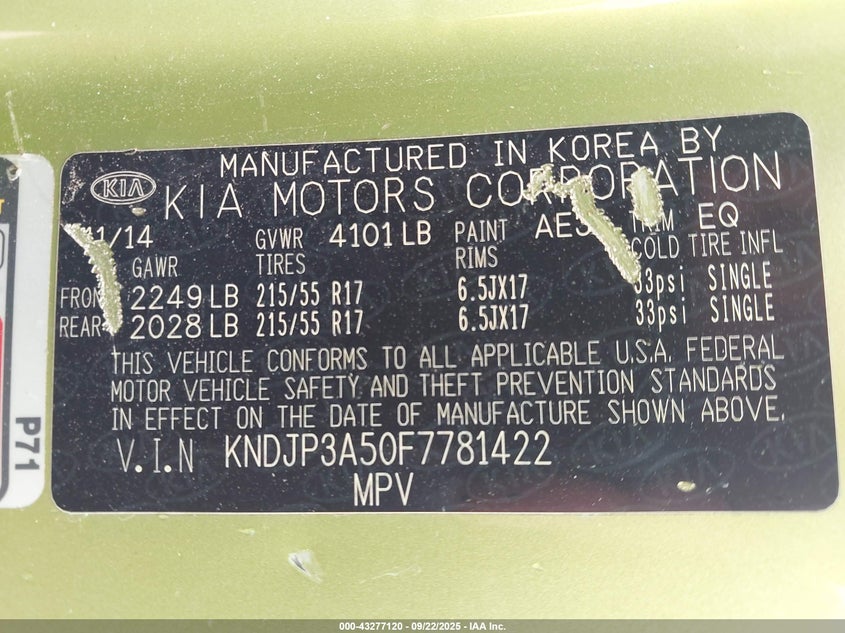 MANUFACTURED IN KOREA BY
KIA KIA MOTORS CORPORATION
11/14 GVWR 4101 LB PAINT TRIM EQ
GAWR TIRES RIMS COLD TIRE INFL
FRONT 2249 LB 215/55 R17 6.5JX17 33psi SINGLE
REAR 2028 LB 215/55 R17 6.5JX17 33psi SINGLE
THIS VEHICLE CONFORMS TO ALL APPLICABLE U.S.A. FEDERAL
MOTOR VEHICLE SAFETY AND THEFT PREVENTION STANDARDS
IN EFFECT ON THE DATE OF MANUFACTURE SHOWN ABOVE.
V.I.N KNDJP3A50F7781422
MPV
P71
000-43277120 - 09/22/2025 - IAA Inc.